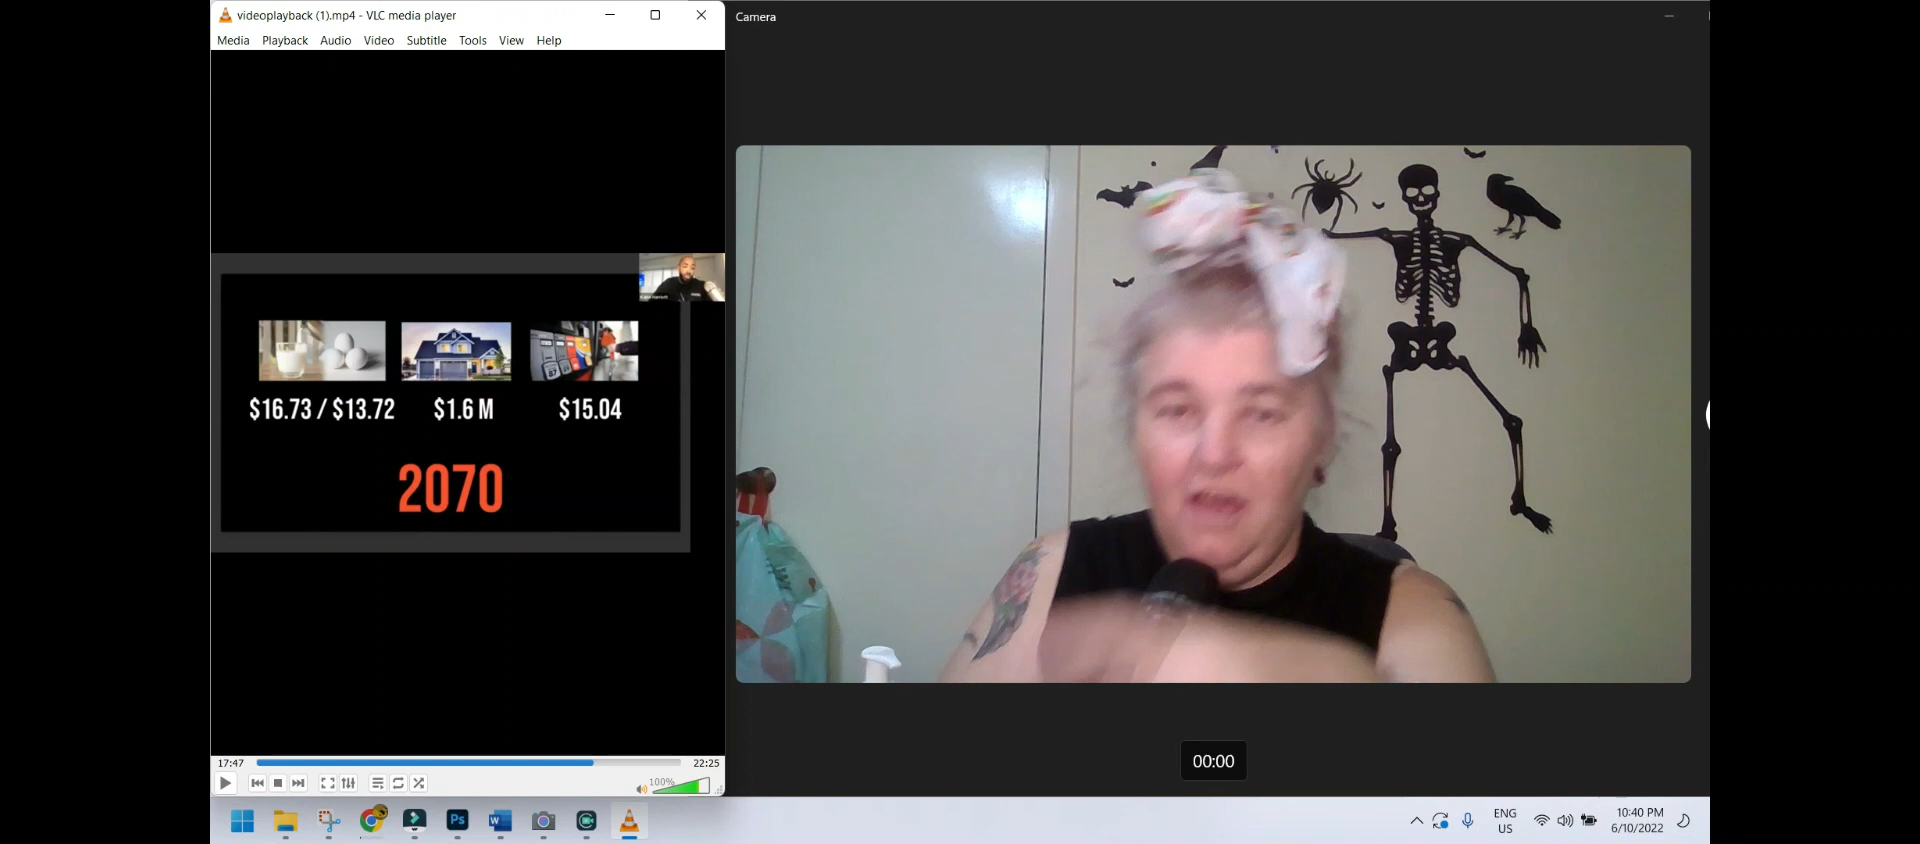 videoplayback (1).mp4 - VLC media player
Media Playback Audio Video Subtitle Tools View Help
$16.73 / $13.72 $1.6 M $15.04
2070
17:47
22:25
100%
Camera
00:00
Ps
ENG
US
10:40 PM
6/10/2022